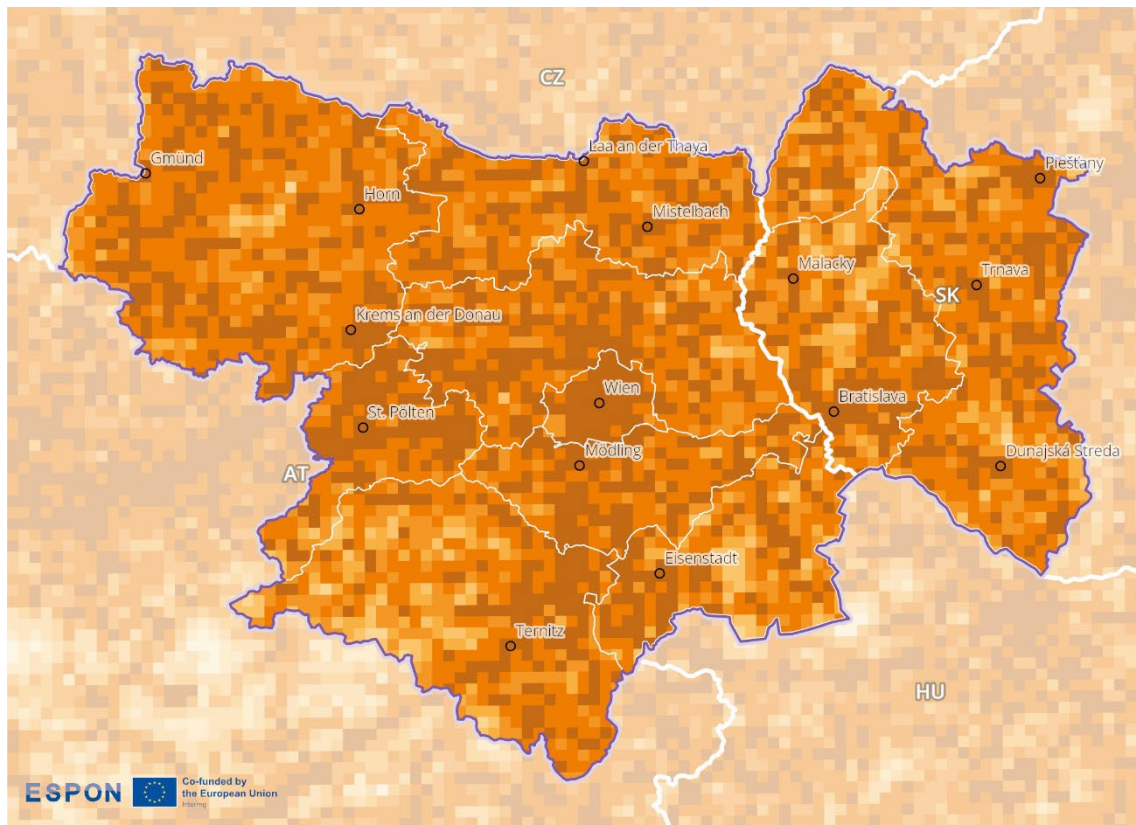 CZ
Laa an der Thaya
Gmünd
Piešťany
Horn
Mistelbach
Malacky
Trnava
SK
Krems an der Donau
Wien
Bratislava
St. Pölten
Mödling
Dunajská Streda
AT
Eisenstadt
Ternitz
HU
ESPON
Co-funded by
the European Union
Interreg